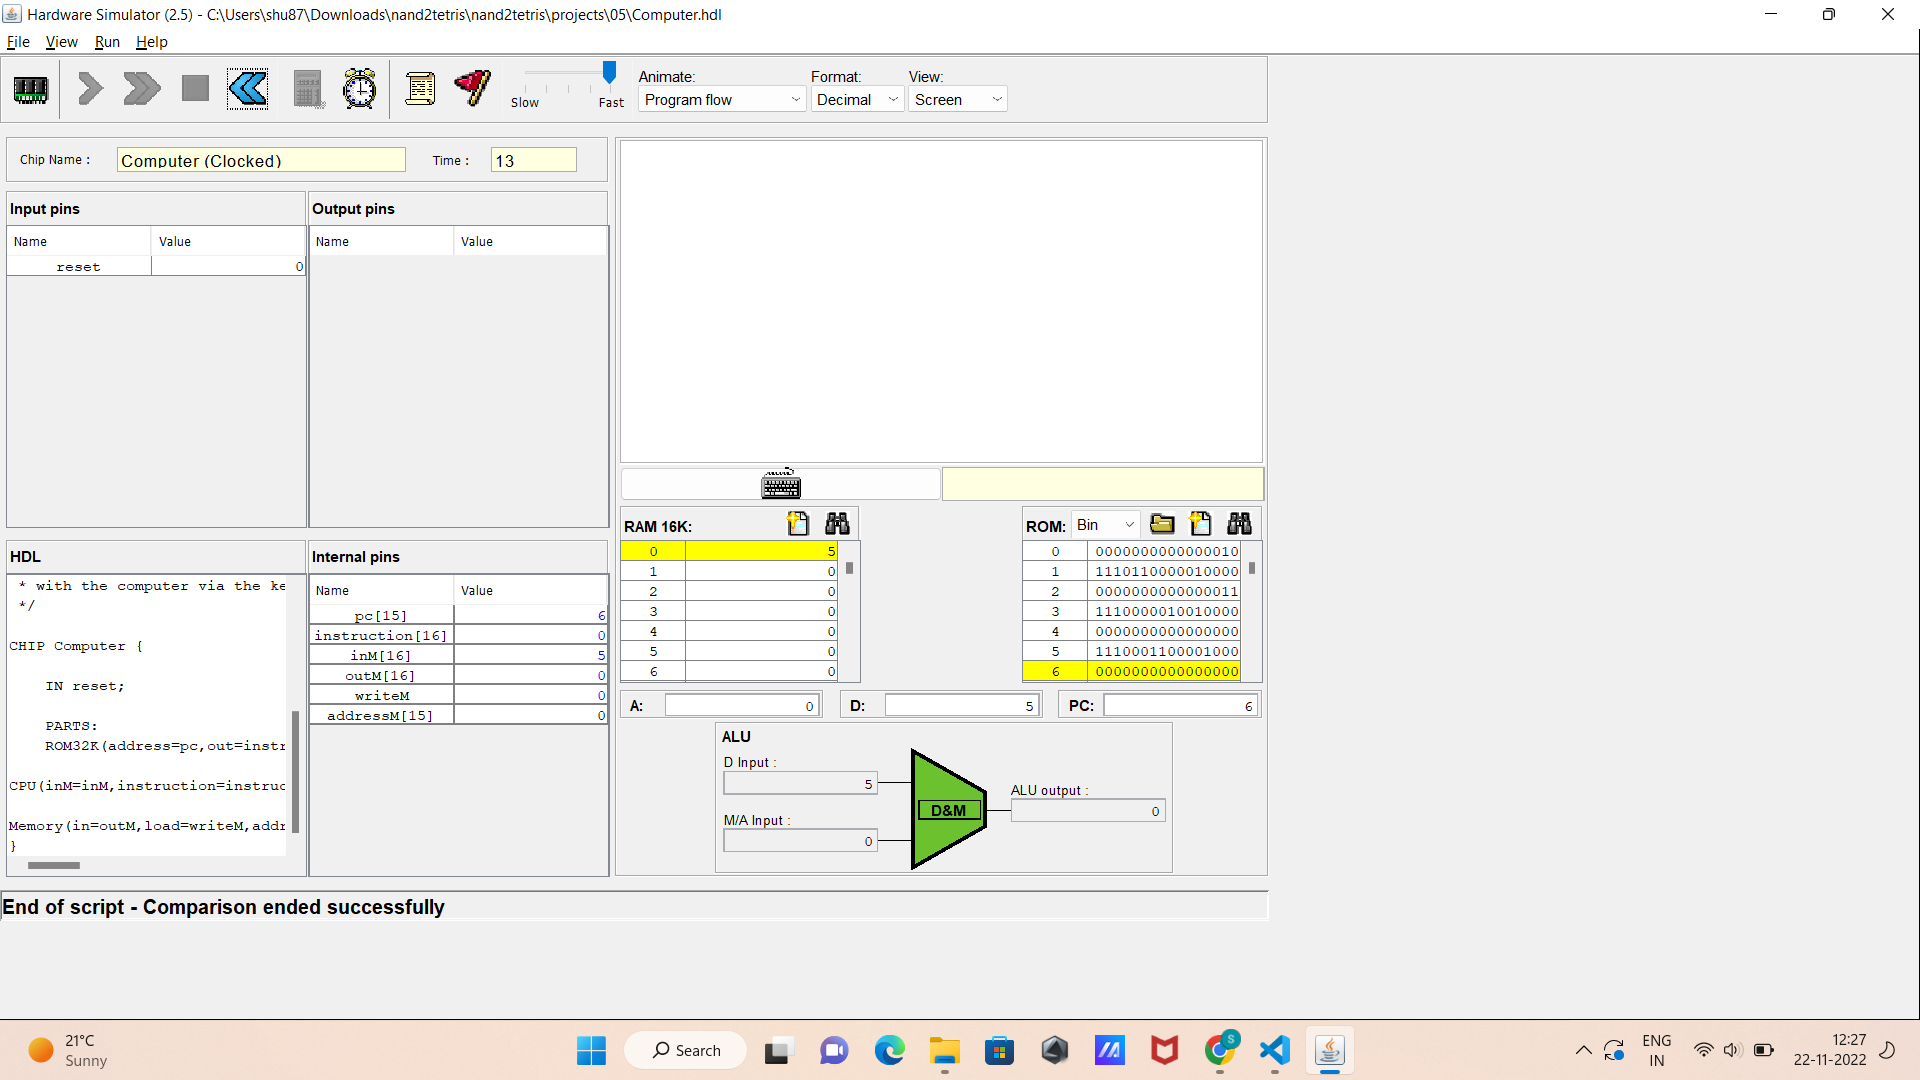 Hardware Simulator (2.5) - C:\Users\shu87\Downloads\nand2tetris\nand2tetris\projects\05\Computer.hdl
File View Run Help
Slow Fast
Animate: Format: View:
Program flow Decimal Screen
Chip Name : Computer (Clocked) Time : 13
Input pins
Name Value
reset 0
Output pins
Name Value
HDL
* with the computer via the ke
*/
CHIP Computer {
IN reset;
PARTS:
ROM32K(address=pc,out=instr
CPU(inM=inM,instruction=instruc
Memory(in=outM,load=writeM,addr
}
Internal pins
Name Value
pc[15] 6
instruction[16] 0
inM[16] 5
outM[16] 0
writeM 0
addressM[15] 0
RAM 16K:
0 5
1 0
2 0
3 0
4 0
5 0
6 0
ROM: Bin
0 0000000000000010
1 1110110000010000
2 0000000000000011
3 1110000010010000
4 0000000000000000
5 1110001100001000
6 0000000000000000
A: 0 D: 5 PC: 6
ALU
D Input :
5
M/A Input :
0
D&M
ALU output :
0
End of script - Comparison ended successfully
21°C
Sunny
Search
S
ENG
IN
12:27
22-11-2022